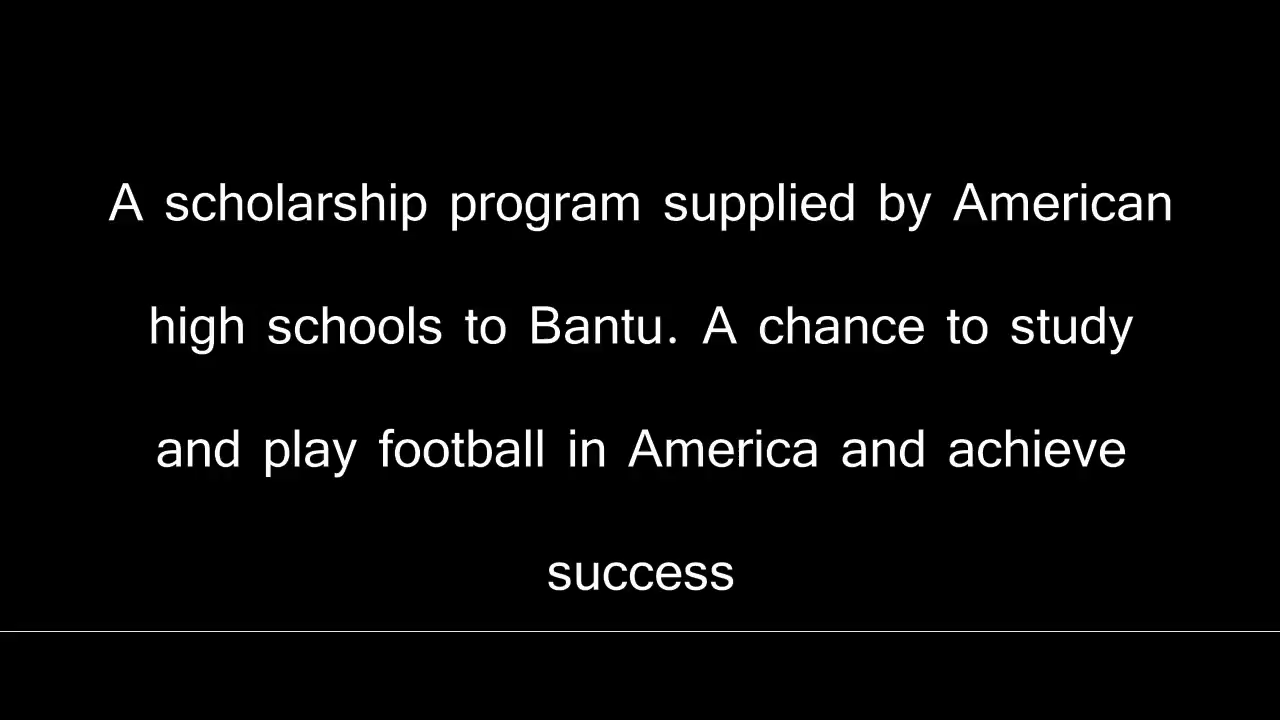 A scholarship program supplied by American
high schools to Bantu. A chance to study
and play football in America and achieve
success